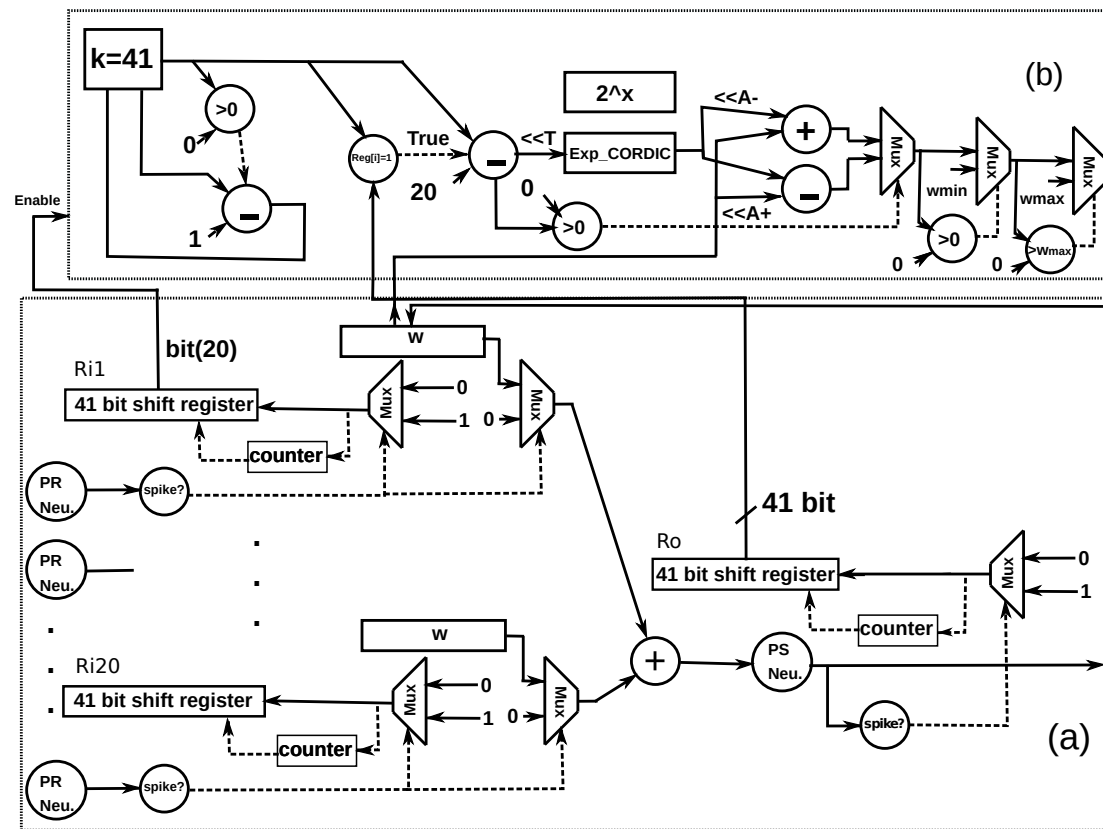 k=41
(b)
>0
0
1
Enable
Reg[i]=1
True
20
<<T
2^x
Exp_CORDIC
0
>0
<<A-
<<A+
Mux
wmin
Mux
wmax
Mux
>0
0
>Wmax
0
bit(20)
w
Ri1
41 bit shift register
Mux
0
1
0
Mux
counter
PR
Neu.
spike?
PR
Neu.
41 bit
Ro
41 bit shift register
Mux
0
1
counter
w
Ri20
41 bit shift register
Mux
0
1
0
Mux
counter
PS
Neu.
spike?
(a)
PR
Neu.
spike?